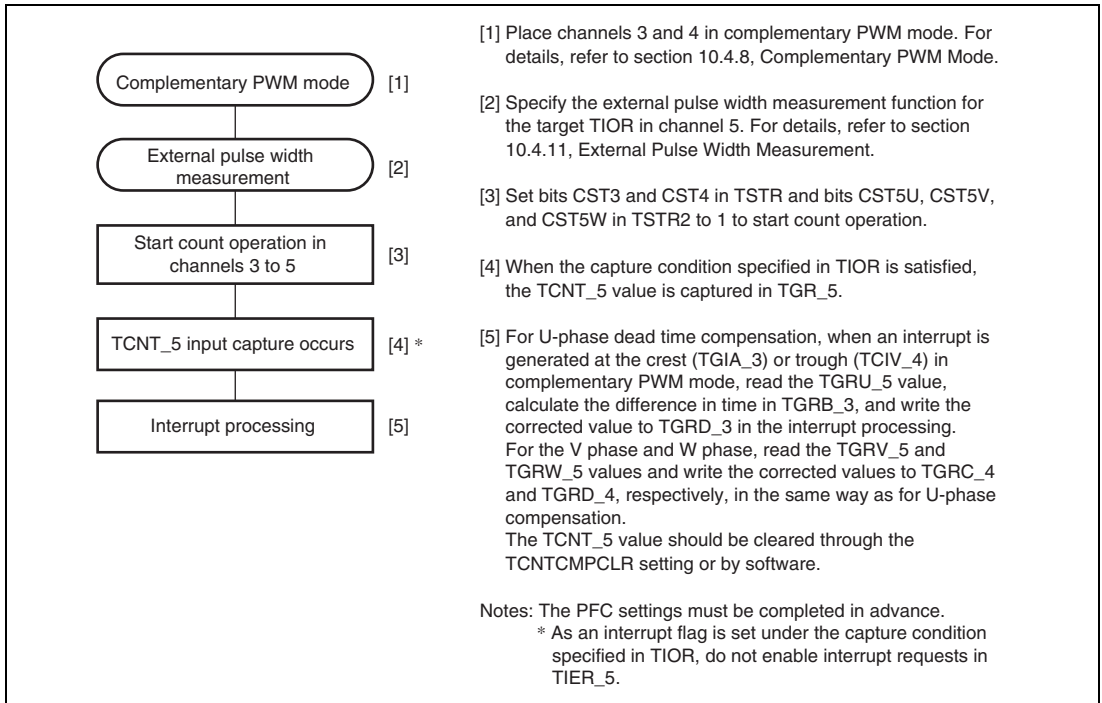 Complementary PWM mode [1]
External pulse width
measurement [2]
Start count operation in
channels 3 to 5 [3]
TCNT_5 input capture occurs [4] *
Interrupt processing [5]
[1] Place channels 3 and 4 in complementary PWM mode. For
details, refer to section 10.4.8, Complementary PWM Mode.
[2] Specify the external pulse width measurement function for
the target TIOR in channel 5. For details, refer to section
10.4.11, External Pulse Width Measurement.
[3] Set bits CST3 and CST4 in TSTR and bits CST5U, CST5V,
and CST5W in TSTR2 to 1 to start count operation.
[4] When the capture condition specified in TIOR is satisfied,
the TCNT_5 value is captured in TGR_5.
[5] For U-phase dead time compensation, when an interrupt is
generated at the crest (TGIA_3) or trough (TCIV_4) in
complementary PWM mode, read the TGRU_5 value,
calculate the difference in time in TGRB_3, and write the
corrected value to TGRD_3 in the interrupt processing.
For the V phase and W phase, read the TGRV_5 and
TGRW_5 values and write the corrected values to TGRC_4
and TGRD_4, respectively, in the same way as for U-phase
compensation.
The TCNT_5 value should be cleared through the
TCNTCMPCLR setting or by software.
Notes: The PFC settings must be completed in advance.
* As an interrupt flag is set under the capture condition
specified in TIOR, do not enable interrupt requests in
TIER_5.